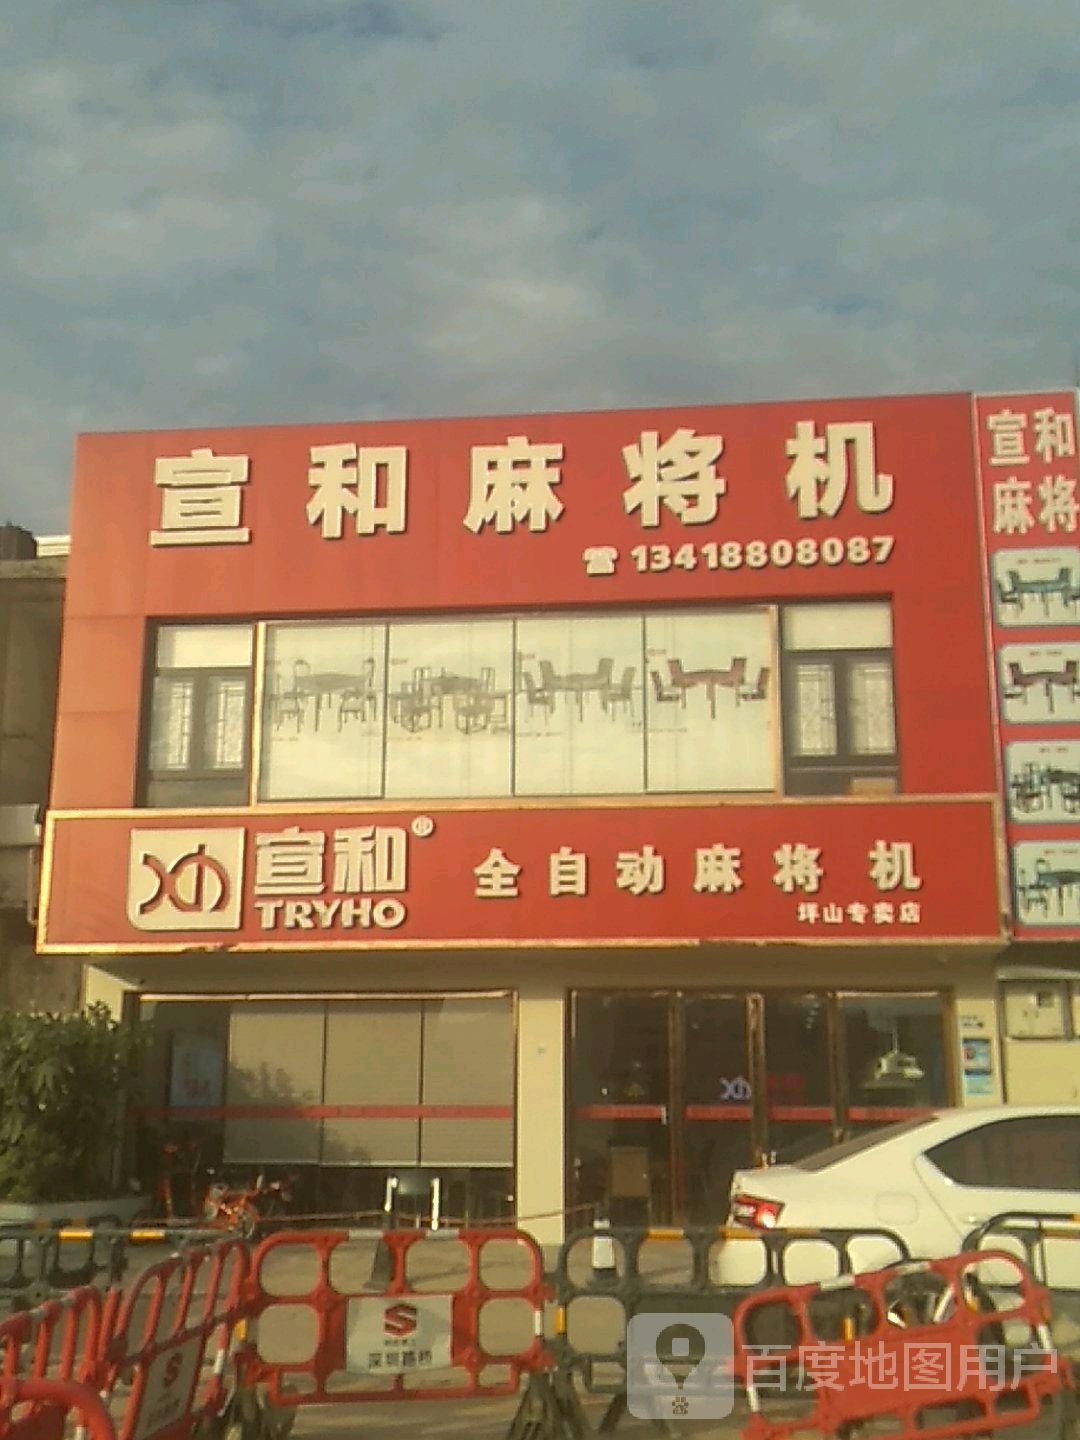 宣和麻将机
☎ 13418808087
宣和
麻将
宣和®
TRYHO
全自动麻将机
坪山专卖店
深圳路桥
百度地图用户